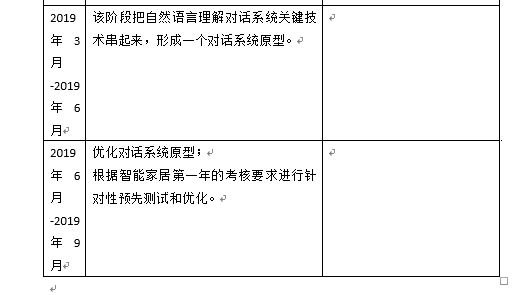 2019
年 3
月
-2019
年 6
月
该阶段把自然语言理解对话系统关键技
术串起来，形成一个对话系统原型。
2019
年 6
月
-2019
年 9
月
优化对话系统原型；
根据智能家居第一年的考核要求进行针
对性预先测试和优化。